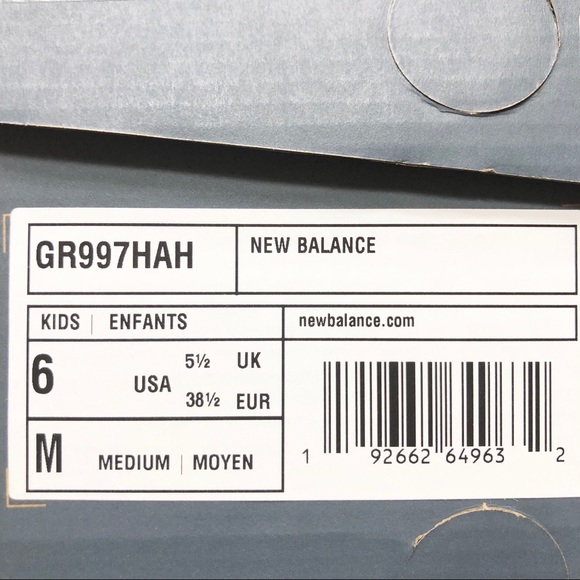 GR997HAH
NEW BALANCE
KIDS | ENFANTS
newbalance.com
6 USA 5½ UK
38½ EUR
M MEDIUM | MOYEN
1 92662 64963 2